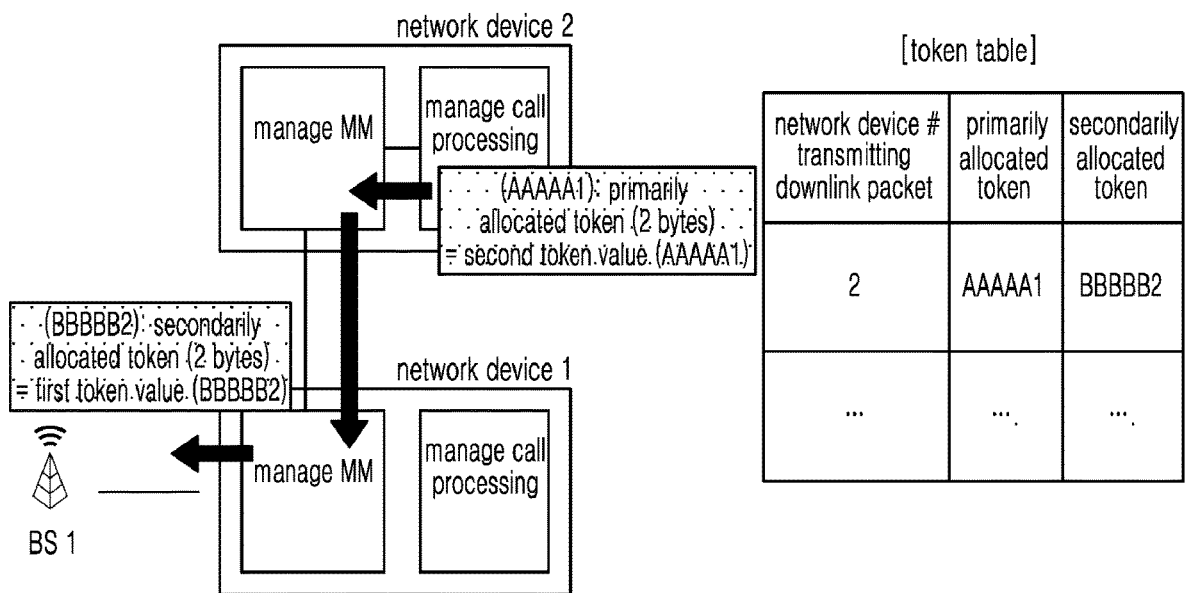 network device 2
manage MM
manage call
processing
(AAAAA1): primarily
allocated token (2 bytes)
= second token value (AAAAA1)
(BBBBB2): secondarily
allocated token (2 bytes)
= first token value (BBBBB2)
network device 1
manage MM
manage call
processing
BS 1
[token table]
network device #
transmitting
downlink packet
primarily
allocated
token
secondarily
allocated
token
2
AAAAA1
BBBBB2
...
...
...